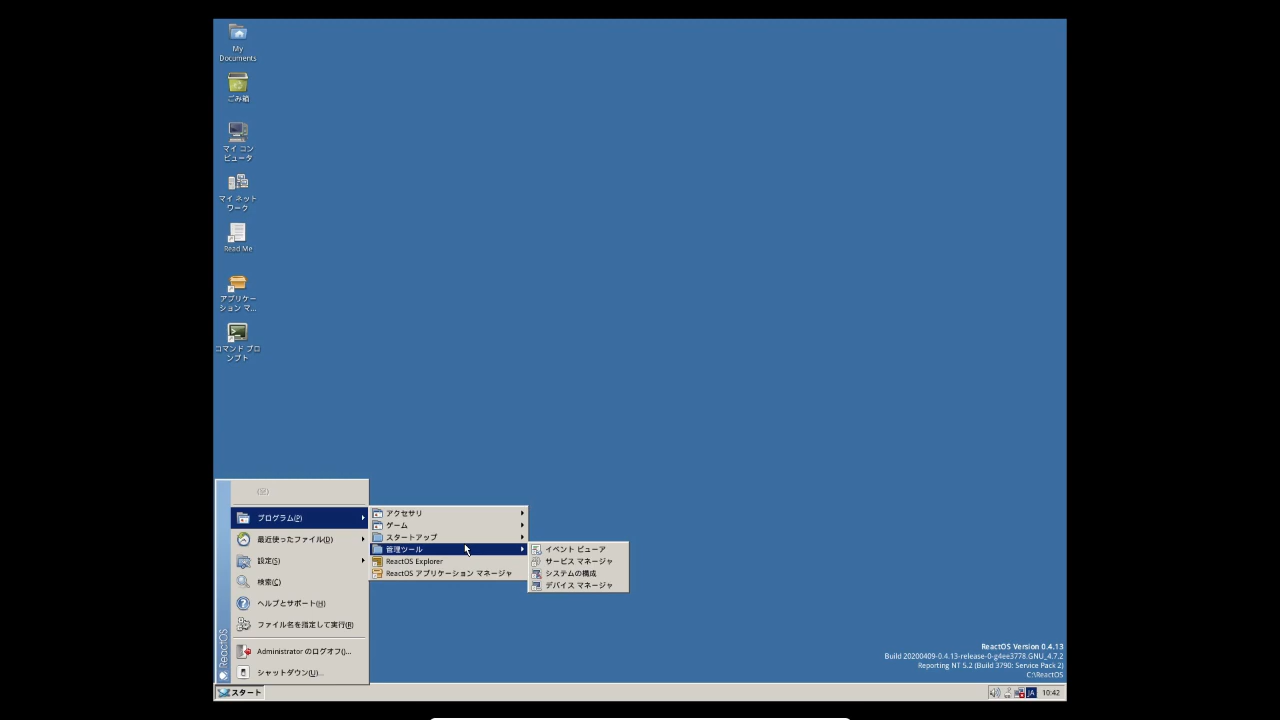 My
Documents
ごみ箱
マイ コン
ピュータ
マイ ネット
ワーク
Read Me
アプリケー
ション マ...
コマンド プロ
ンプト
プログラム(P)
最近使ったファイル(D)
設定(S)
検索(C)
ヘルプとサポート(H)
ファイル名を指定して実行(R)
Administrator のログオフ()...
シャットダウン(U)...
ReactOS
アクセサリ
ゲーム
スタートアップ
管理ツール
ReactOS Explorer
ReactOS アプリケーション マネージャ
イベント ビューア
サービス マネージャ
システムの構成
デバイス マネージャ
ReactOS Version 0.4.13
Build 20200409-0.4.13-release-0-g4ee3778.GNU_4.7.2
Reporting NT 5.2 (Build 3790: Service Pack 2)
C:\ReactOS
スタート
JA
10:42